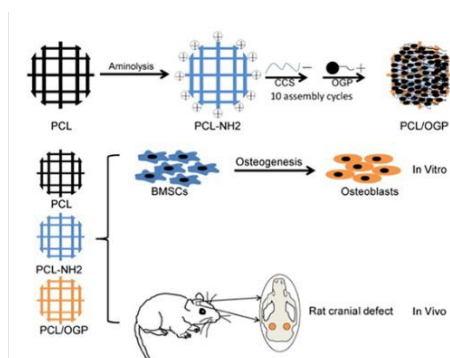 Aminolysis
CCS
OGP
10 assembly cycles
PCL
PCL-NH2
PCL/OGP
PCL
PCL-NH2
PCL/OGP
Osteogenesis
BMSCs
Osteoblasts
In Vitro
Rat cranial defect
In Vivo